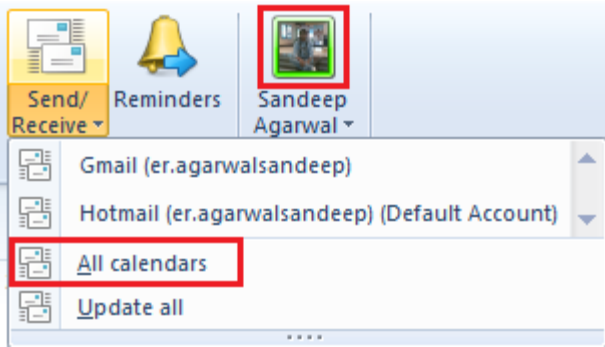 Send/
Receive
Reminders
Sandeep
Agarwal
Gmail (er.agarwalsandeep)
Hotmail (er.agarwalsandeep) (Default Account)
All calendars
Update all